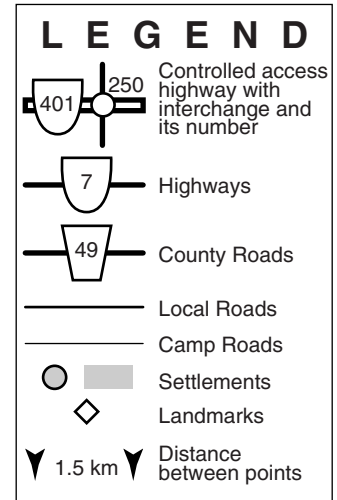 LEGEND
401
250
Controlled access
highway with
interchange and
its number
7
Highways
49
County Roads
Local Roads
Camp Roads
Settlements
Landmarks
1.5 km
Distance
between points